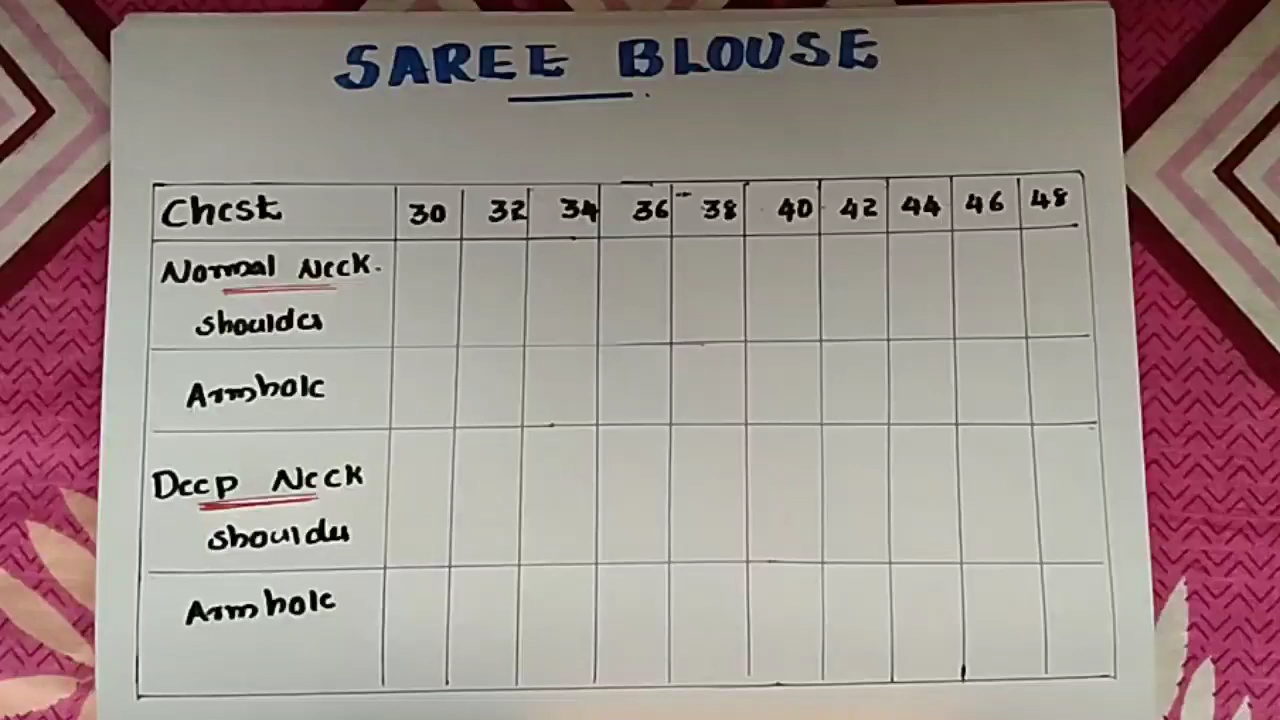 SAREE BLOUSE
Chest 30 32 34 36 38 40 42 44 46 48
Normal Neck.
shoulder
Armhole
Deep Neck
shoulder
Armhole